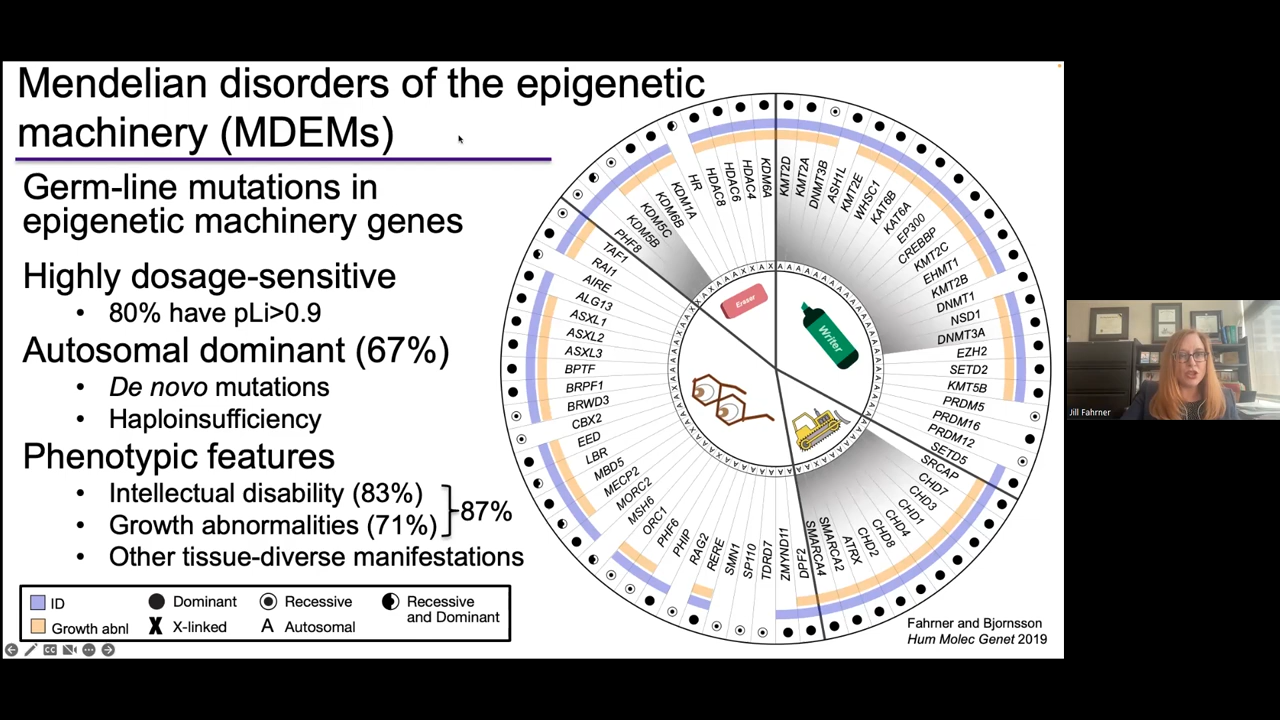 Mendelian disorders of the epigenetic
machinery (MDEMs)
Germ-line mutations in
epigenetic machinery genes
Highly dosage-sensitive
• 80% have pLi>0.9
Autosomal dominant (67%)
• De novo mutations
• Haploinsufficiency
Phenotypic features
• Intellectual disability (83%)
• Growth abnormalities (71%)
87%
• Other tissue-diverse manifestations
ID
Growth abnl
Dominant
X X-linked
Recessive
A Autosomal
Recessive
and Dominant
KMT2D
KMT2A
DNMT3B
ASH1L
KMT2E
WHSC1
KAT6B
KAT6A
EP300
CREBBP
KMT2C
EHMT1
KMT2B
DNMT1
NSD1
DNMT3A
EZH2
SETD2
KMT5B
PRDM5
PRDM16
PRDM12
SETD5
SRCAP
CHD7
CHD3
CHD1
CHD4
CHD8
CHD2
ATRX
SMARCA2
SMARCA4
DPF2
ZMYND11
TDRD7
SP110
SMN1
RERE
RAG2
PHIP
PHF6
ORC1
MSH6
MORC2
MECP2
MBD5
LBR
EED
CBX2
BRWD3
BRPF1
BPTF
ASXL3
ASXL2
ASXL1
ALG13
AIRE
RAI1
TAF1
PHF8
KDM5B
KDM5C
KDM6B
KDM1A
HR
HDAC8
HDAC6
HDAC4
KDM6A
Eraser
Writer
Fahrner and Bjornsson
Hum Molec Genet 2019
Jill Fahrner